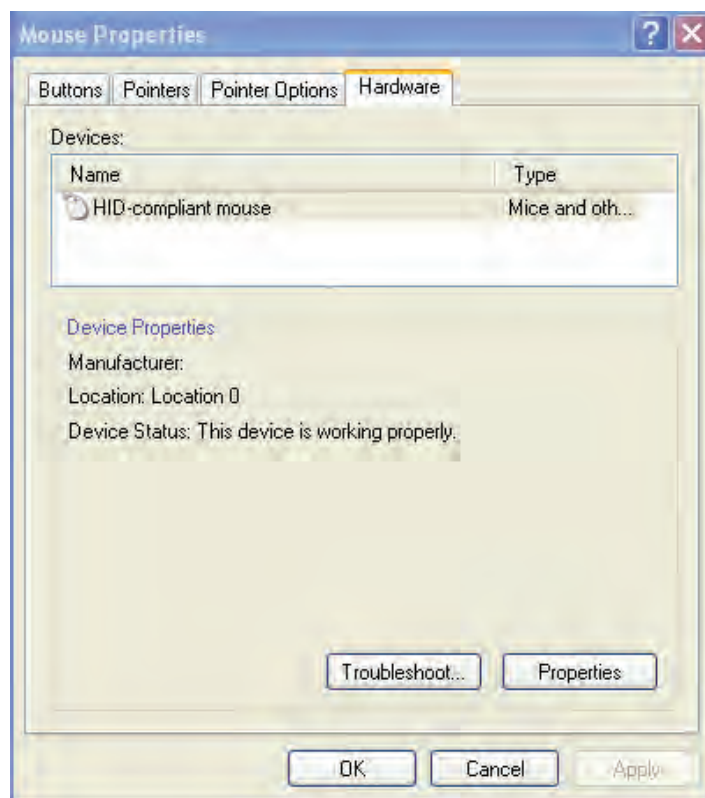 Mouse Properties
?
Buttons Pointers Pointer Options Hardware
Devices:
Name Type
HID-compliant mouse Mice and oth...
Device Properties
Manufacturer:
Location: Location 0
Device Status: This device is working properly.
Troubleshoot... Properties
OK Cancel Apply